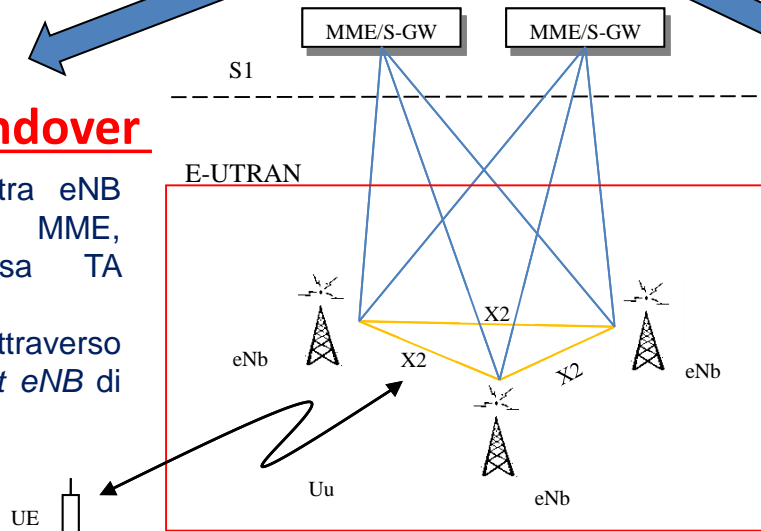 MME/S-GW
MME/S-GW
S1
ndover
E-UTRAN
tra eNB
MME,
sa TA
ttraverso
t eNB di
X2
X2
X2
eNb
eNb
eNb
Uu
UE